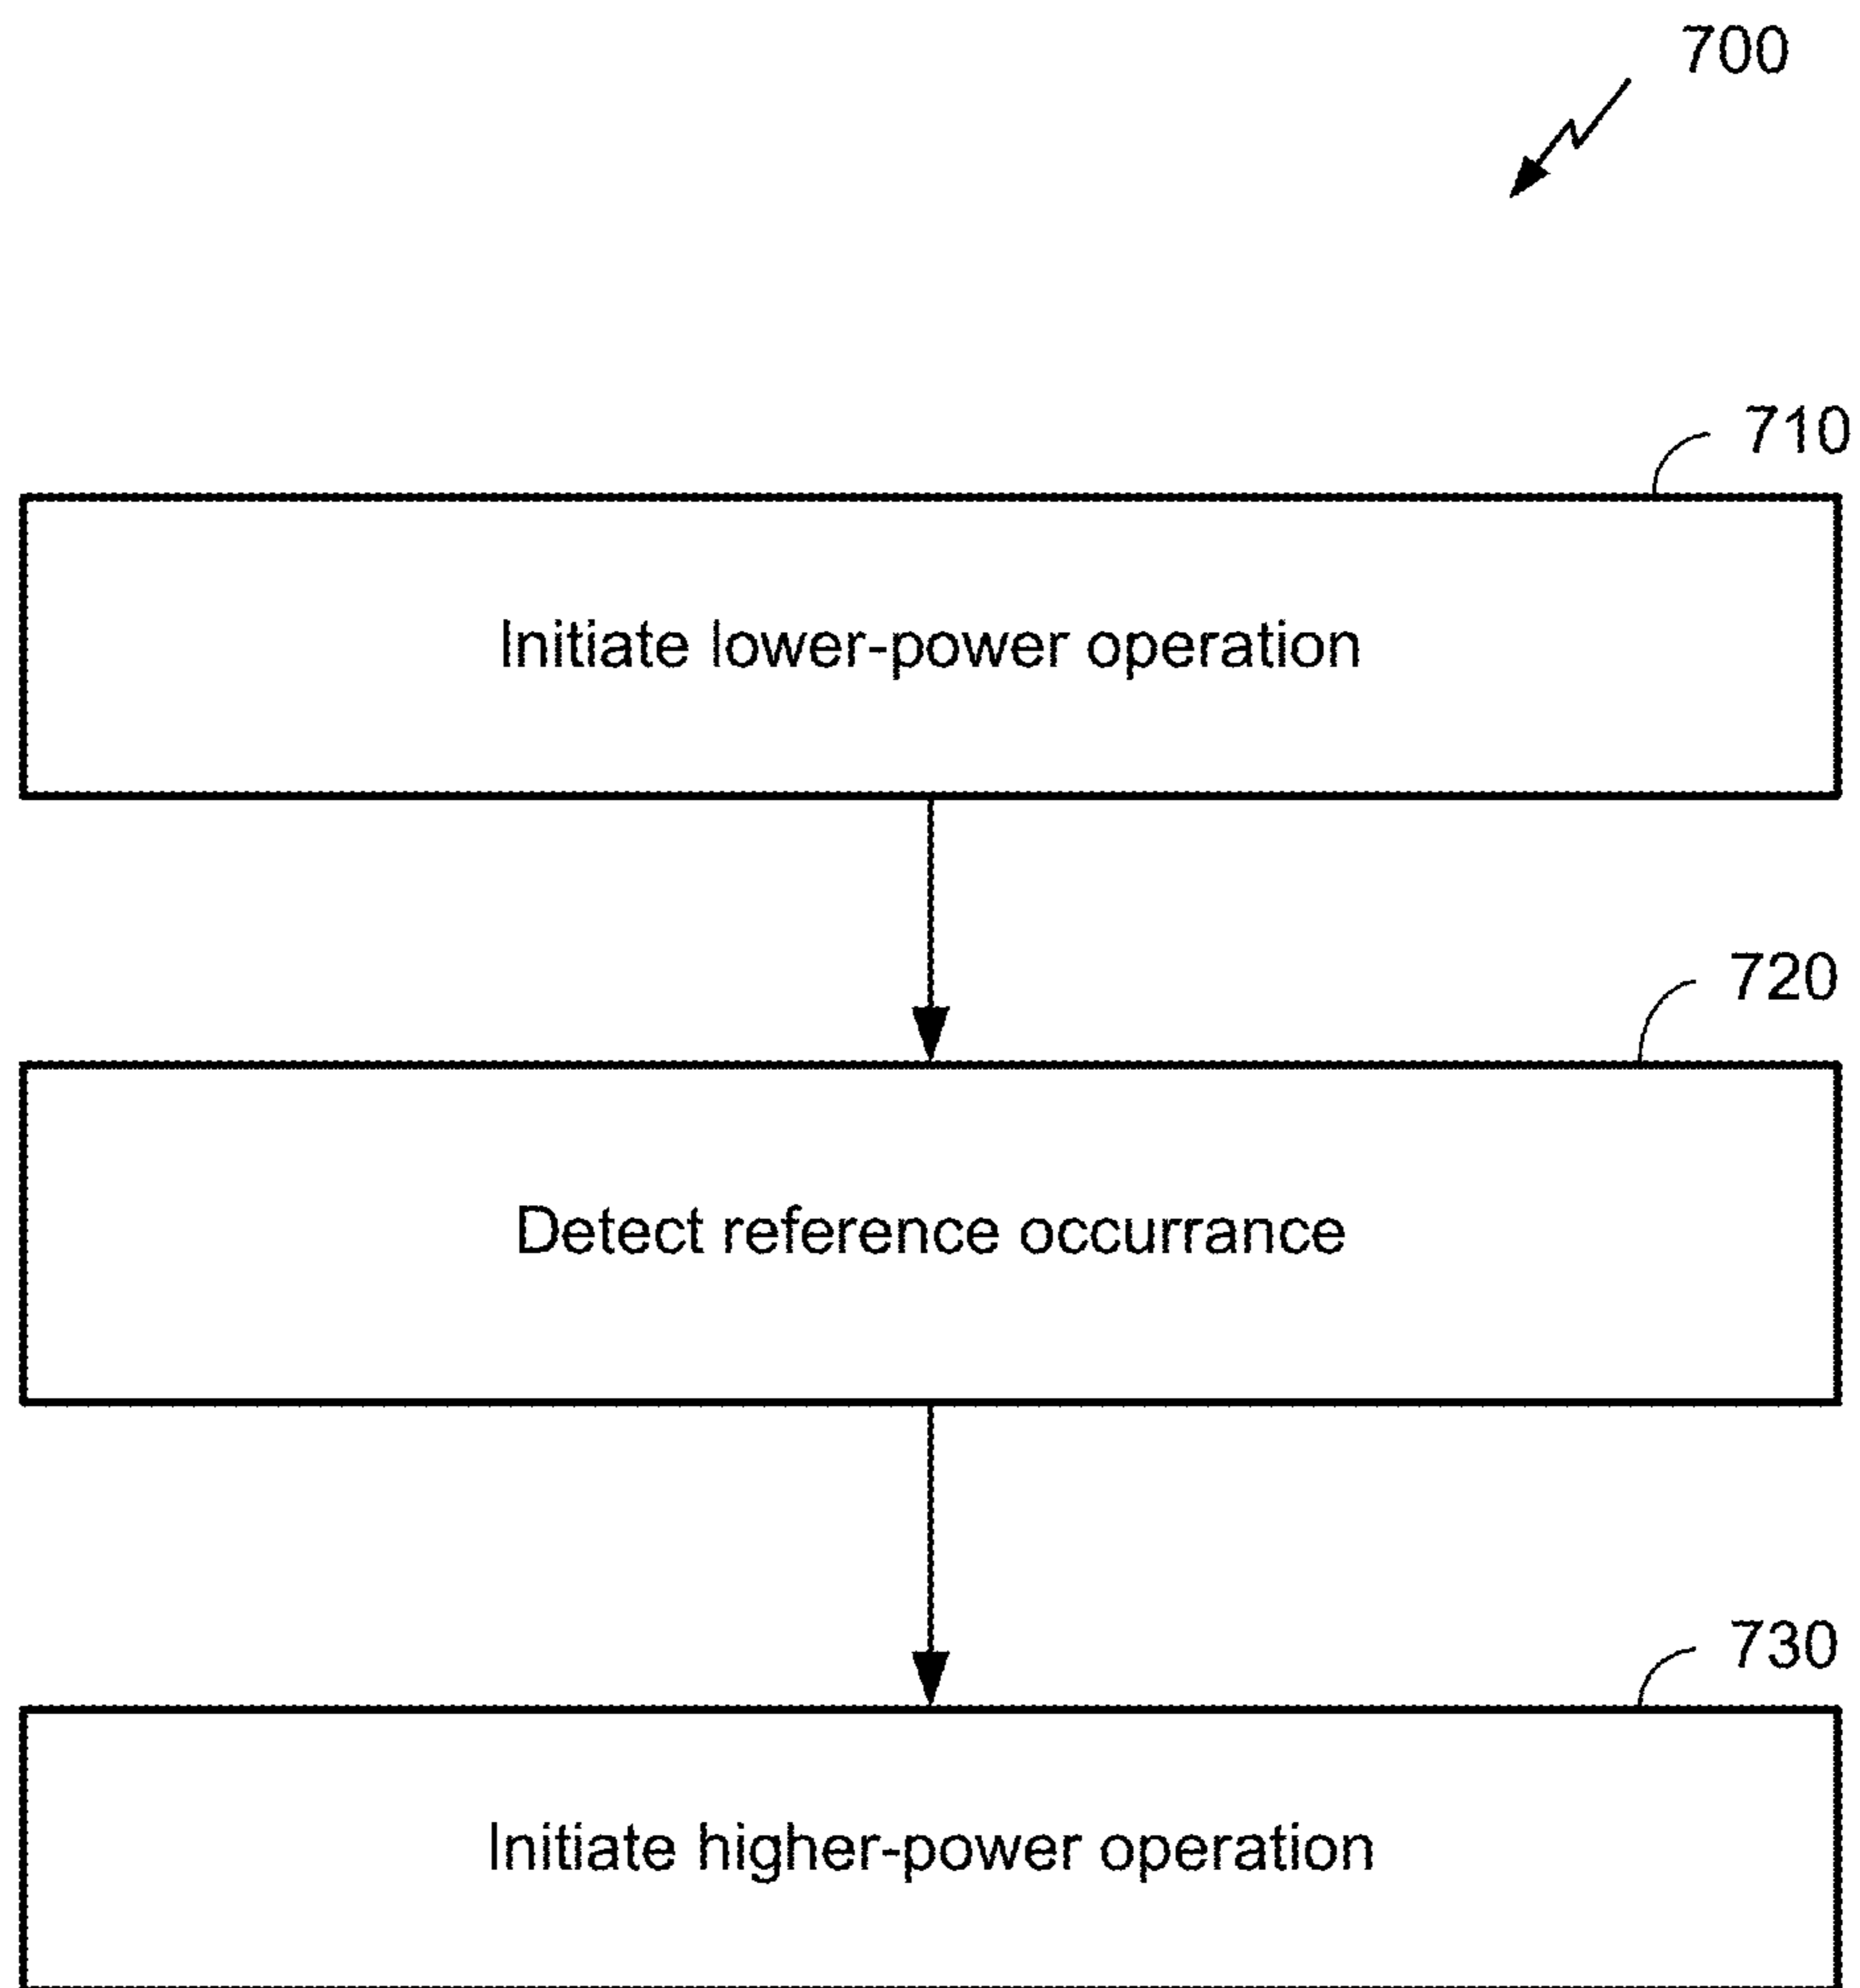 700
710
Initiate lower-power operation
720
Detect reference occurrance
730
Initiate higher-power operation